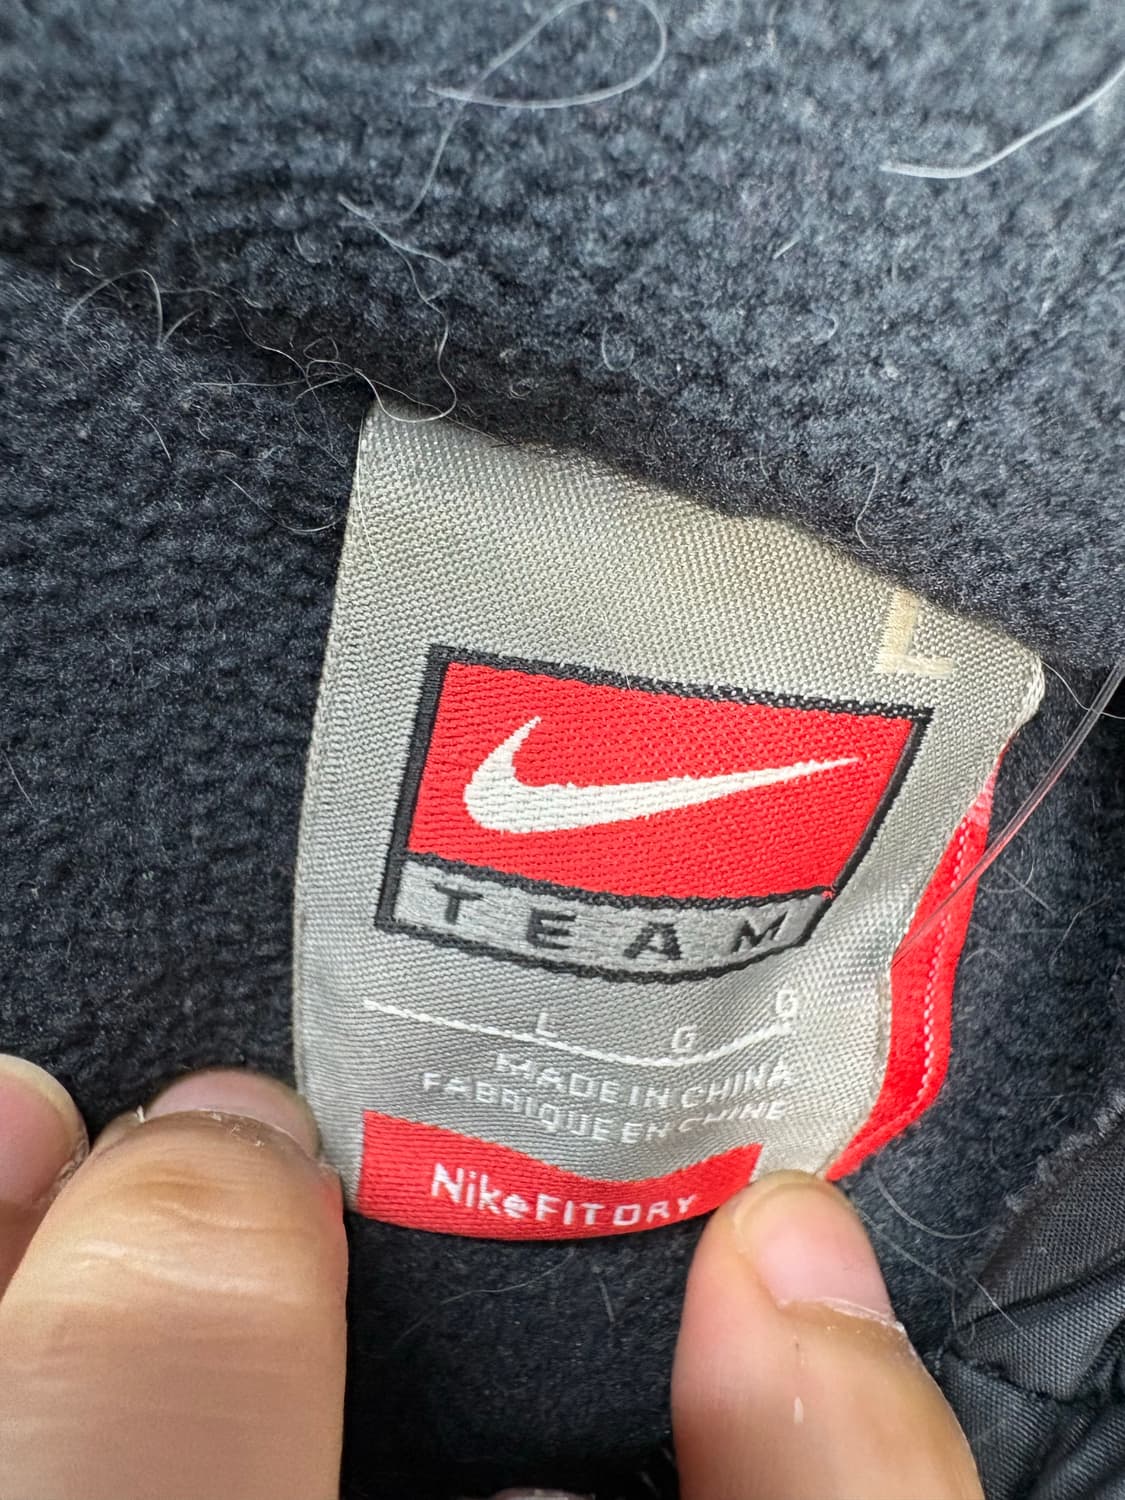 L
TEAM
L G G
MADE IN CHINA
FABRIQUE EN CHINE
NikeFIT DRY